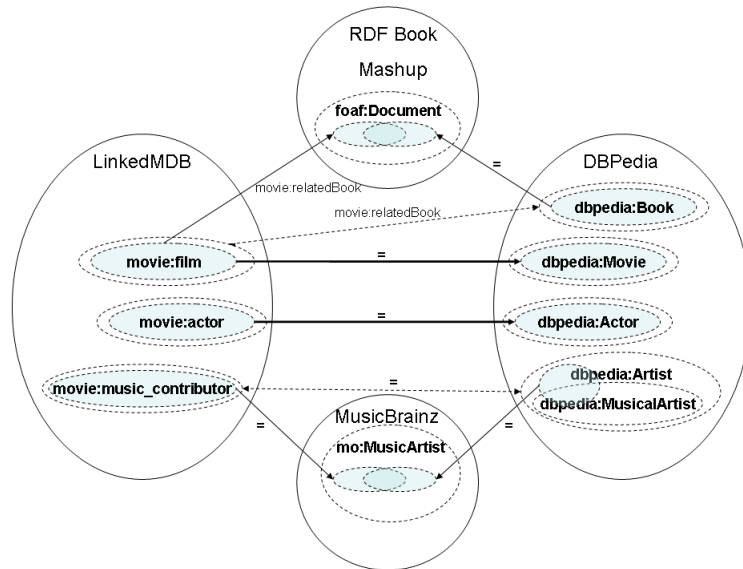 RDF Book
Mashup
foaf:Document
LinkedMDB
DBPedia
=
movie:relatedBook
movie:relatedBook
dbpedia:Book
movie:film
=
dbpedia:Movie
movie:actor
=
dbpedia:Actor
movie:music_contributor
=
dbpedia:Artist
dbpedia:MusicalArtist
MusicBrainz
=
=
mo:MusicArtist